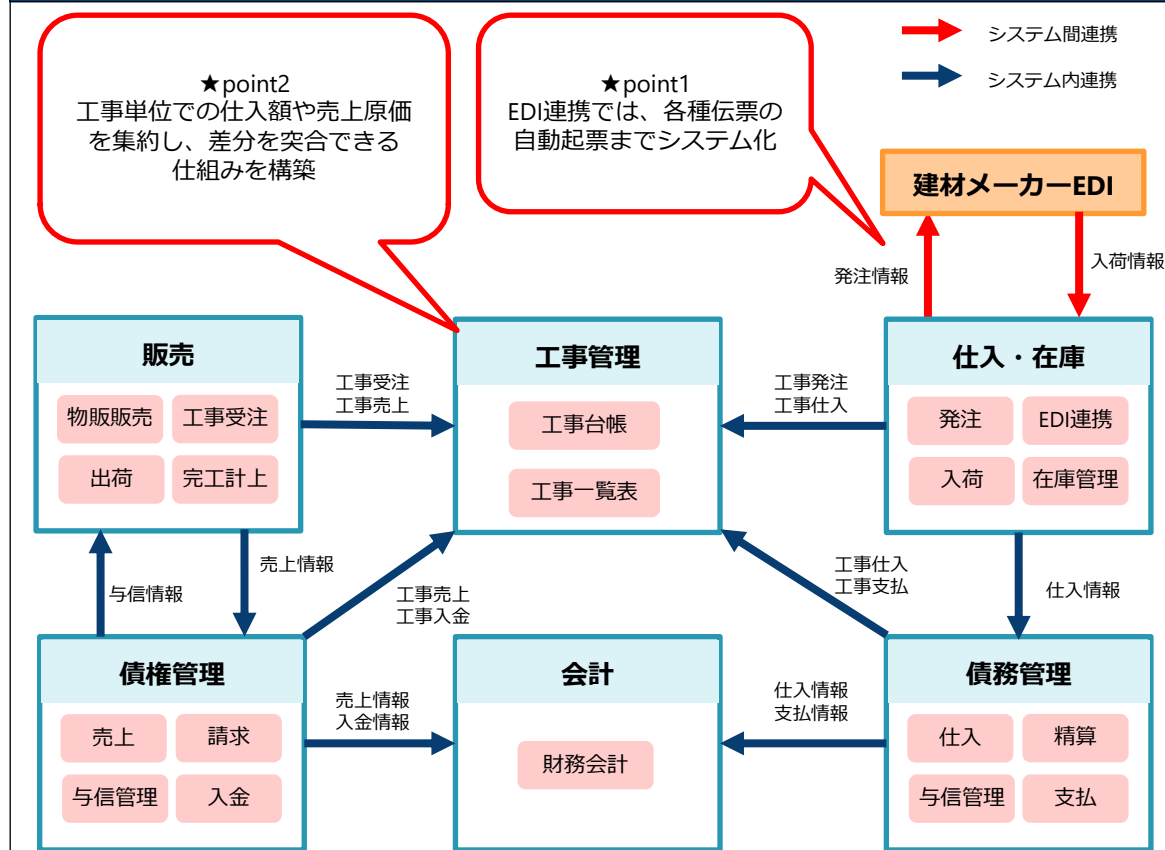 ★point2
工事単位での仕入額や売上原価
を集約し、差分を突合できる
仕組みを構築
★point1
EDI連携では、各種伝票の
自動起票までシステム化
システム間連携
システム内連携
建材メーカーEDI
発注情報
入荷情報
販売
物販販売
工事受注
出荷
完工計上
工事受注
工事売上
工事管理
工事台帳
工事一覧表
工事発注
工事仕入
仕入・在庫
発注
EDI連携
入荷
在庫管理
与信情報
売上情報
工事売上
工事入金
工事仕入
工事支払
仕入情報
債権管理
売上
請求
与信管理
入金
売上情報
入金情報
会計
財務会計
仕入情報
支払情報
債務管理
仕入
精算
与信管理
支払